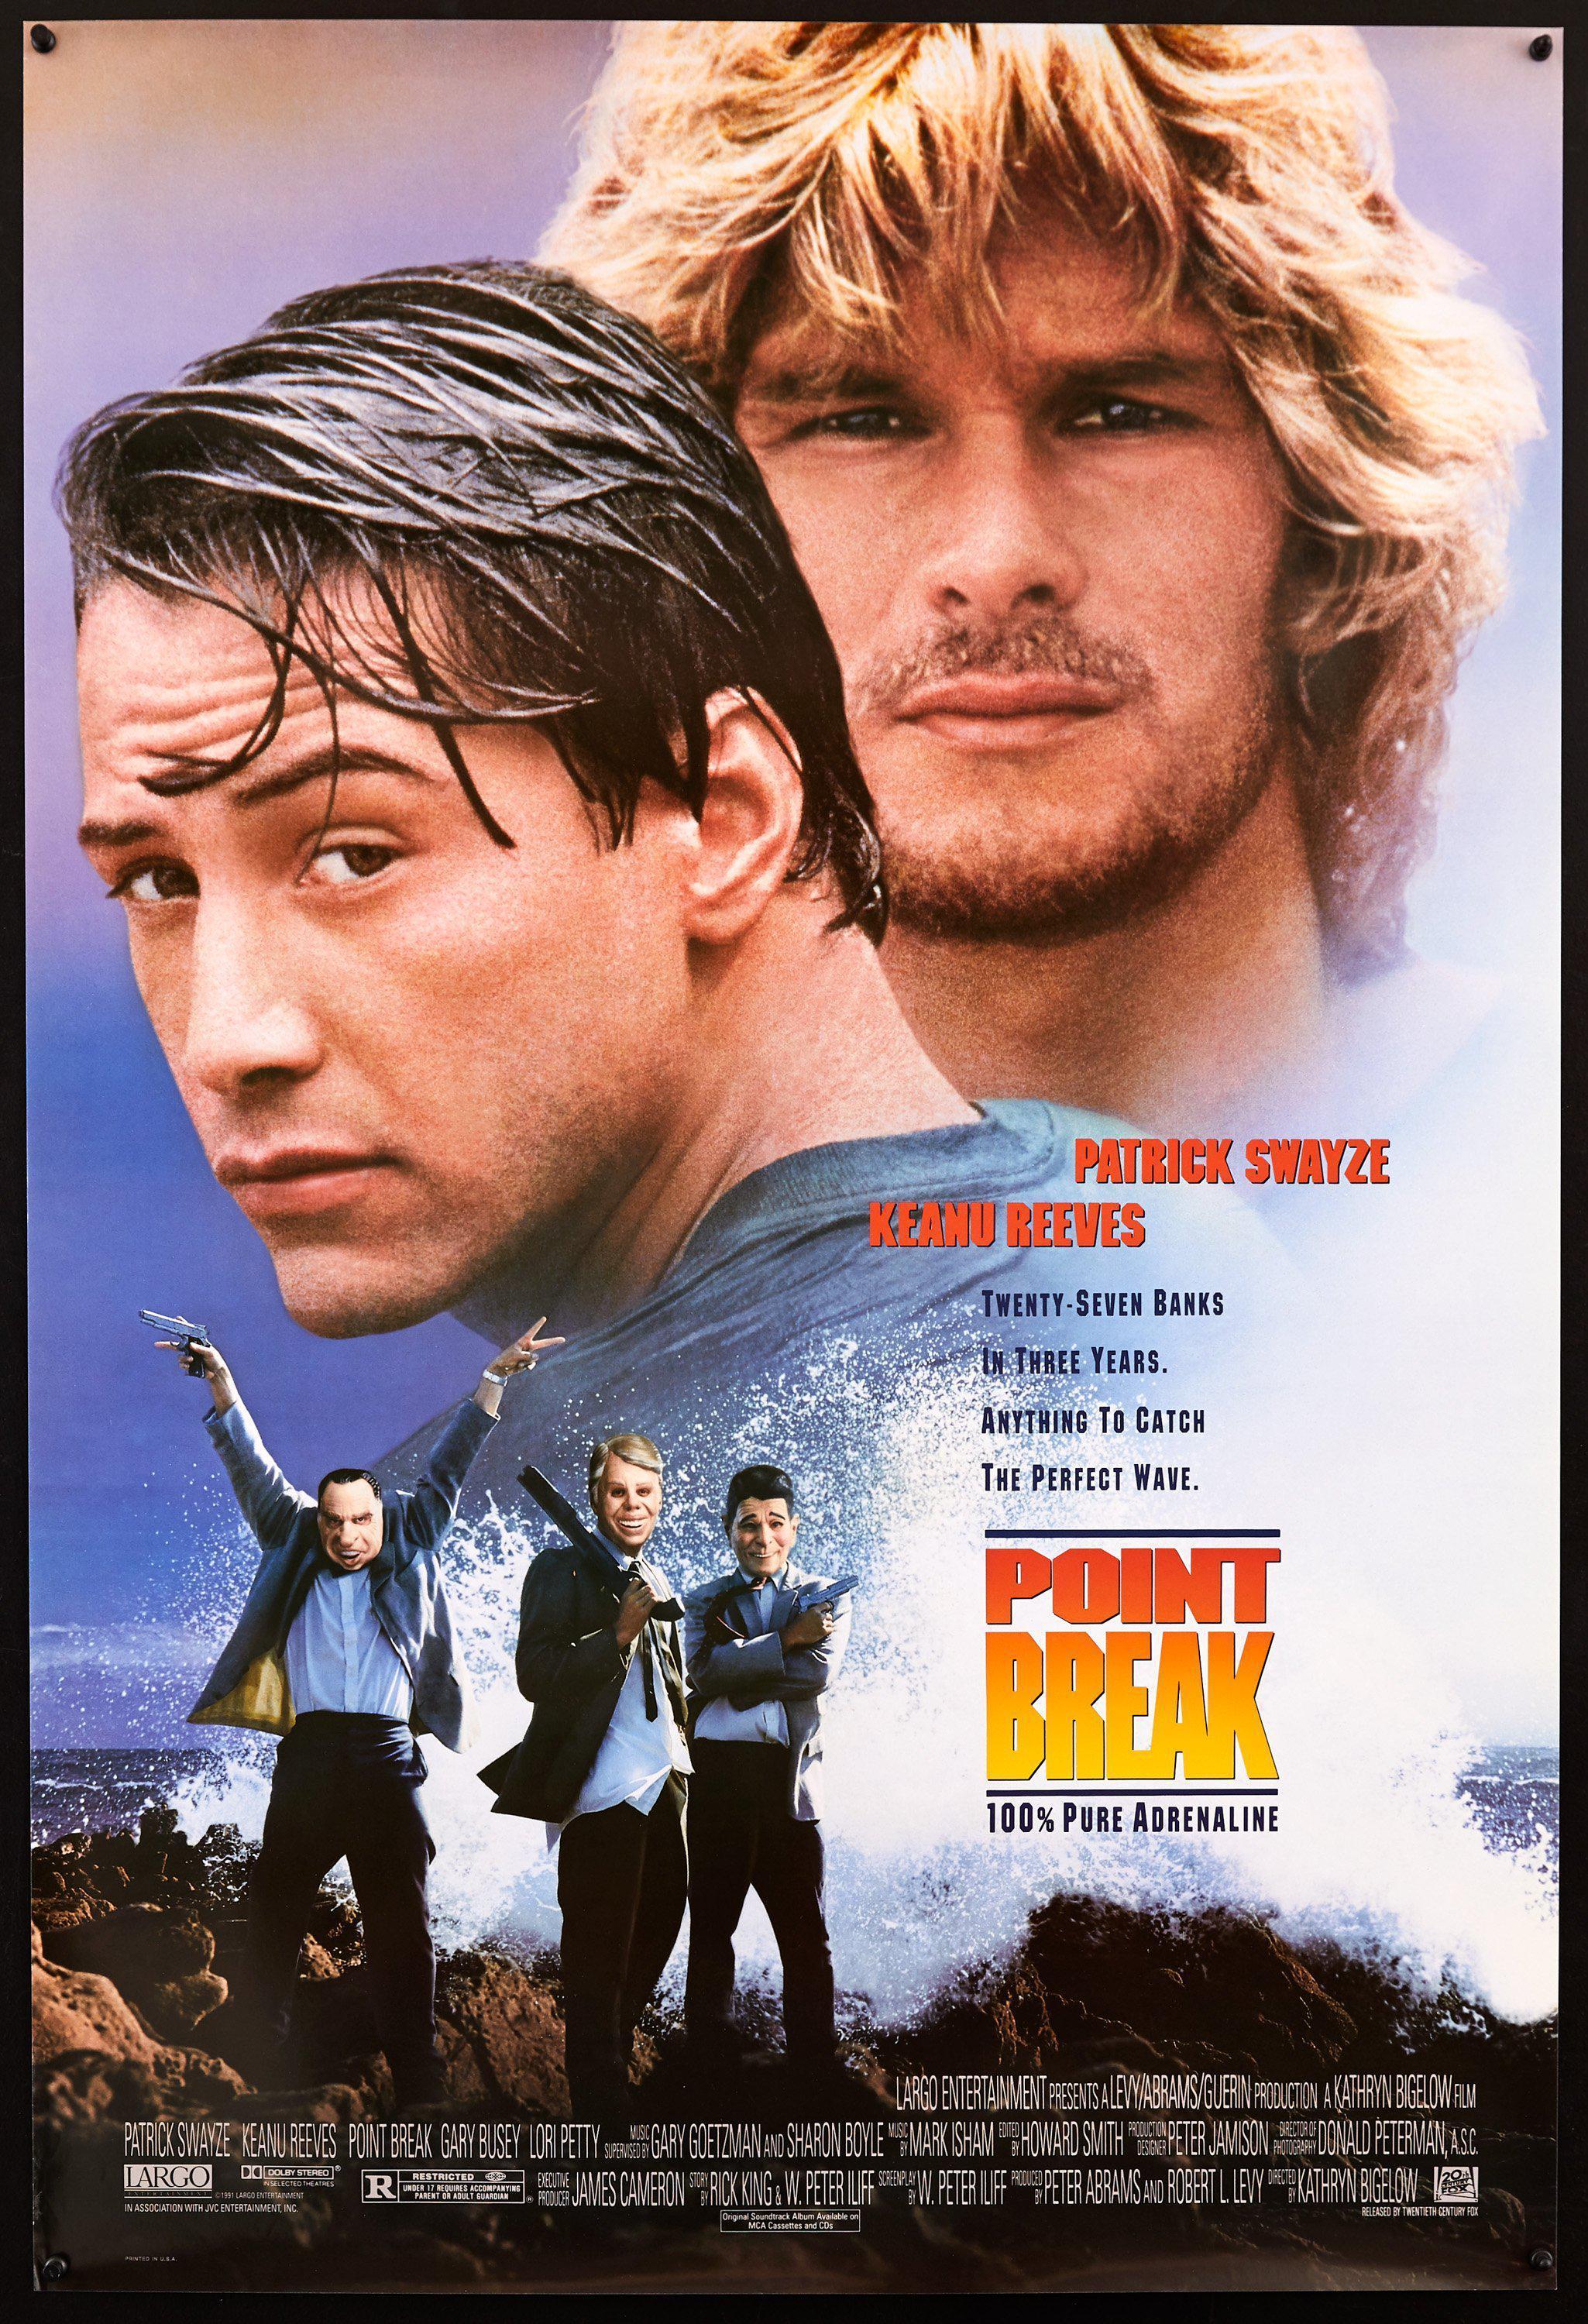 PATRICK SWAYZE
KEANU REEVES
TWENTY-SEVEN BANKS
IN THREE YEARS.
ANYTHING TO CATCH
THE PERFECT WAVE.
POINT
BREAK
100% PURE ADRENALINE
LARGO ENTERTAINMENT PRESENTS A LEVY/ABRAMS/GUERIN PRODUCTION A KATHRYN BIGELOW FILM
PATRICK SWAYZE KEANU REEVES POINT BREAK GARY BUSEY LORI PETTY MUSIC SUPERVISED BY GARY GOETZMAN AND SHARON BOYLE MUSIC BY MARK ISHAM EDITED BY HOWARD SMITH PRODUCTION DESIGNER PETER JAMISON DIRECTOR OF PHOTOGRAPHY DONALD PETERMAN, A.S.C.
LARGO ENTERTAINMENT ©1991 LARGO ENTERTAINMENT DOLBY STEREO ® IN SELECTED THEATRES R RESTRICTED UNDER 17 REQUIRES ACCOMPANYING PARENT OR ADULT GUARDIAN ® EXECUTIVE PRODUCER JAMES CAMERON STORY BY RICK KING & W. PETER ILIFF SCREENPLAY BY W. PETER ILIFF PRODUCED BY PETER ABRAMS AND ROBERT L. LEVY DIRECTED BY KATHRYN BIGELOW 20th CENTURY FOX
IN ASSOCIATION WITH JVC ENTERTAINMENT, INC.
Original Soundtrack Album Available on
MCA Cassettes and CDs
RELEASED BY TWENTIETH CENTURY FOX
PRINTED IN U.S.A.